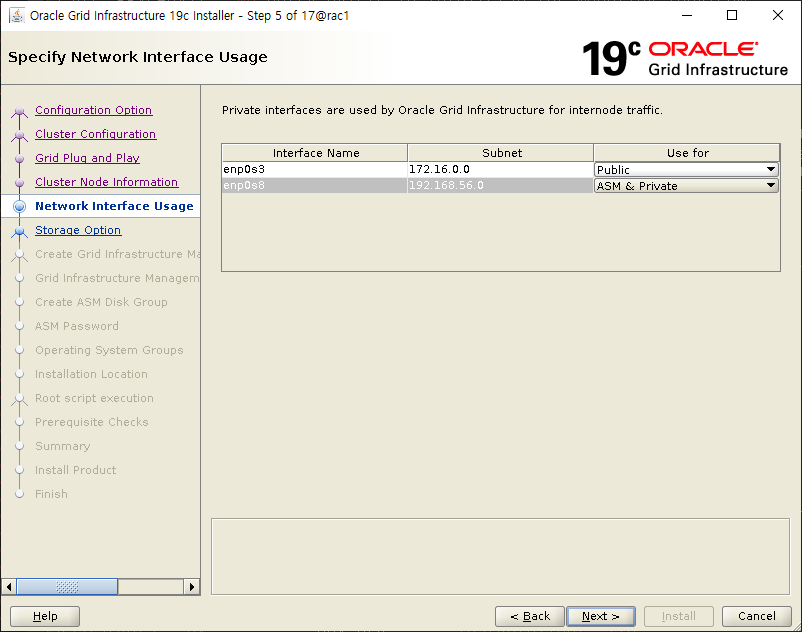 Oracle Grid Infrastructure 19c Installer - Step 5 of 17@rac1
Specify Network Interface Usage
19c ORACLE
Grid Infrastructure
Configuration Option
Cluster Configuration
Grid Plug and Play
Cluster Node Information
Network Interface Usage
Storage Option
Create Grid Infrastructure Ma
Grid Infrastructure Managem
Create ASM Disk Group
ASM Password
Operating System Groups
Installation Location
Root script execution
Prerequisite Checks
Summary
Install Product
Finish
Private interfaces are used by Oracle Grid Infrastructure for internode traffic.
Interface Name Subnet Use for
enp0s3 172.16.0.0 Public
enp0s8 192.168.56.0 ASM & Private
Help < Back Next > Install Cancel